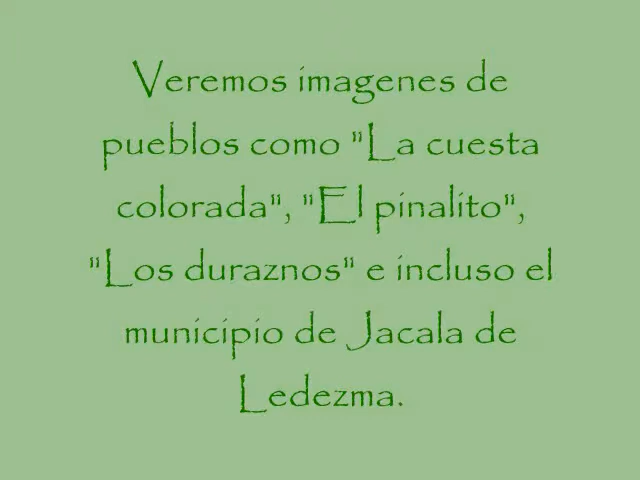 Veremos imagenes de
pueblos como "La cuesta
colorada", "El pinalito",
"Los duraznos" e incluso el
municipio de Jacala de
Ledezma.